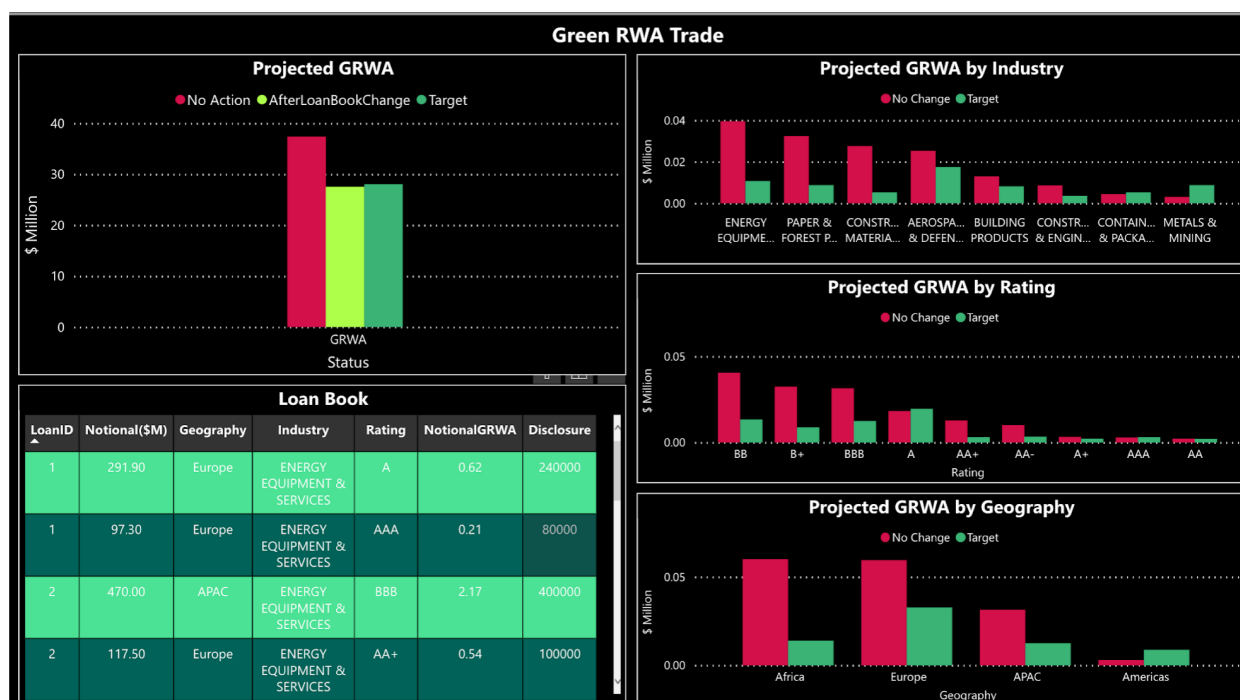 Green RWA Trade
Projected GRWA
No Action AfterLoanBookChange Target
40
30
20
10
0
$ Million
GRWA
Status
Loan Book
LoanID Notional($M) Geography Industry Rating NotionalGRWA Disclosure
1 291.90 Europe ENERGY EQUIPMENT & SERVICES A 0.62 240000
1 97.30 Europe ENERGY EQUIPMENT & SERVICES AAA 0.21 80000
2 470.00 APAC ENERGY EQUIPMENT & SERVICES BBB 2.17 400000
2 117.50 Europe ENERGY EQUIPMENT & SERVICES AA+ 0.54 100000
Projected GRWA by Industry
No Change Target
0.04
0.02
0.00
$ Million
ENERGY PAPER & CONSTR... AEROSPA... BUILDING CONSTR... CONTAIN... METALS &
EQUIPME... FOREST P... MATERIA... & DEFEN... PRODUCTS & ENGIN... & PACKA... MINING
Projected GRWA by Rating
No Change Target
0.05
0.00
$ Million
BB B+ BBB A AA+ AA- A+ AAA AA
Rating
Projected GRWA by Geography
No Change Target
0.05
0.00
$ Million
Africa Europe APAC Americas
Geography